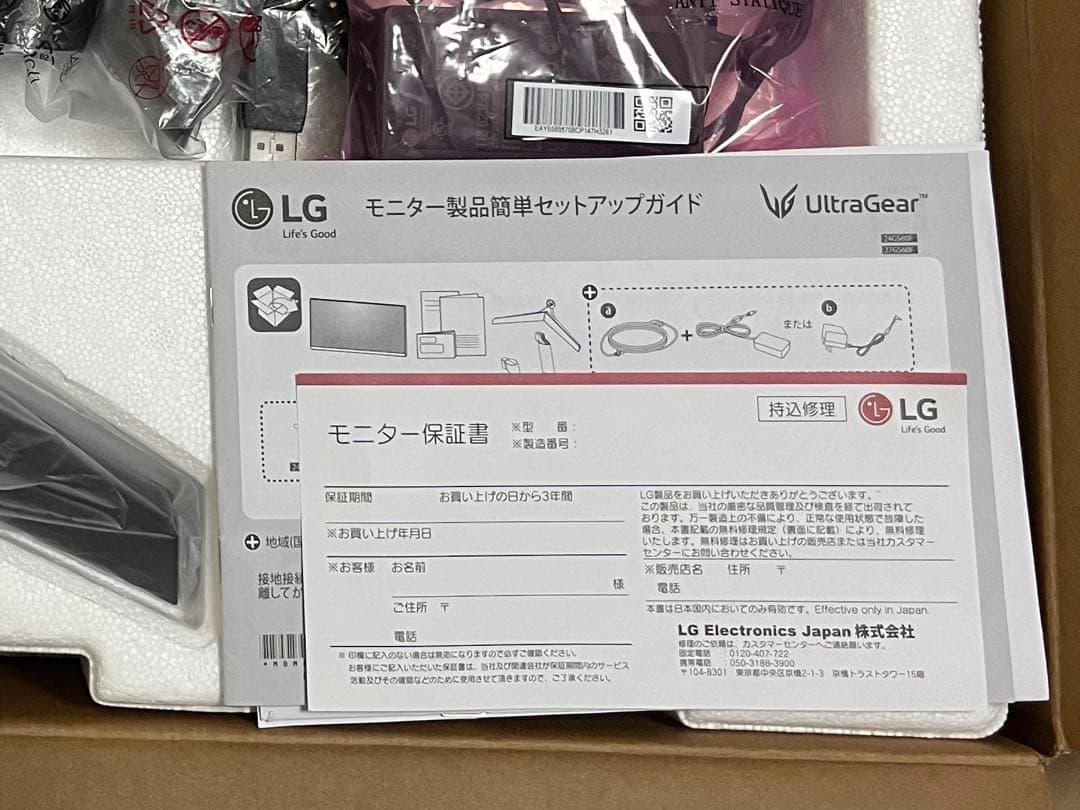 ANTI STATIQUE
LG
EAY65895708CP147H3261
LG
Life's Good
モニター製品簡単セットアップガイド
UltraGear™
24GS60F
27GS60F
a
または
b
モニター保証書
※型 番:
※製造番号:
持込修理
LG
Life's Good
保証期間 お買い上げの日から3年間
※お買い上げ年月日
※お客様 お名前
様
ご住所 〒
電話
※ 印欄に記入のない場合は無効になりますので必ずご確認ください。
お客様にご記入いただいた保証書は、当社及び関連会社が保証期間内のサービス
活動及びその確認などのために使用させて頂きますので、ご了承ください。
LG製品をお買い上げいただきありがとうございます。
この製品は、当社の厳密な品質管理及び検査を経て出荷されて
おります。万一製造上の不備により、正常な使用状態で故障した
場合、本書記載の無料修理規定(裏面に記載)により、無料修理
いたします。無料修理はお買い上げの販売店または当社カスタマー
センターにお問い合わせください。
※販売店名 住所 〒
電話
本書は日本国内においてのみ有効です。Effective only in Japan.
LG Electronics Japan 株式会社
修理のご依頼は、カスタマーセンターへご連絡願います。
固定電話 :0120-407-722
携帯電話 :050-3188-3900
〒104-8301 東京都中央区京橋2-1-3 京橋トラストタワー15階
地域(国
接地接続
離してか
*MBM